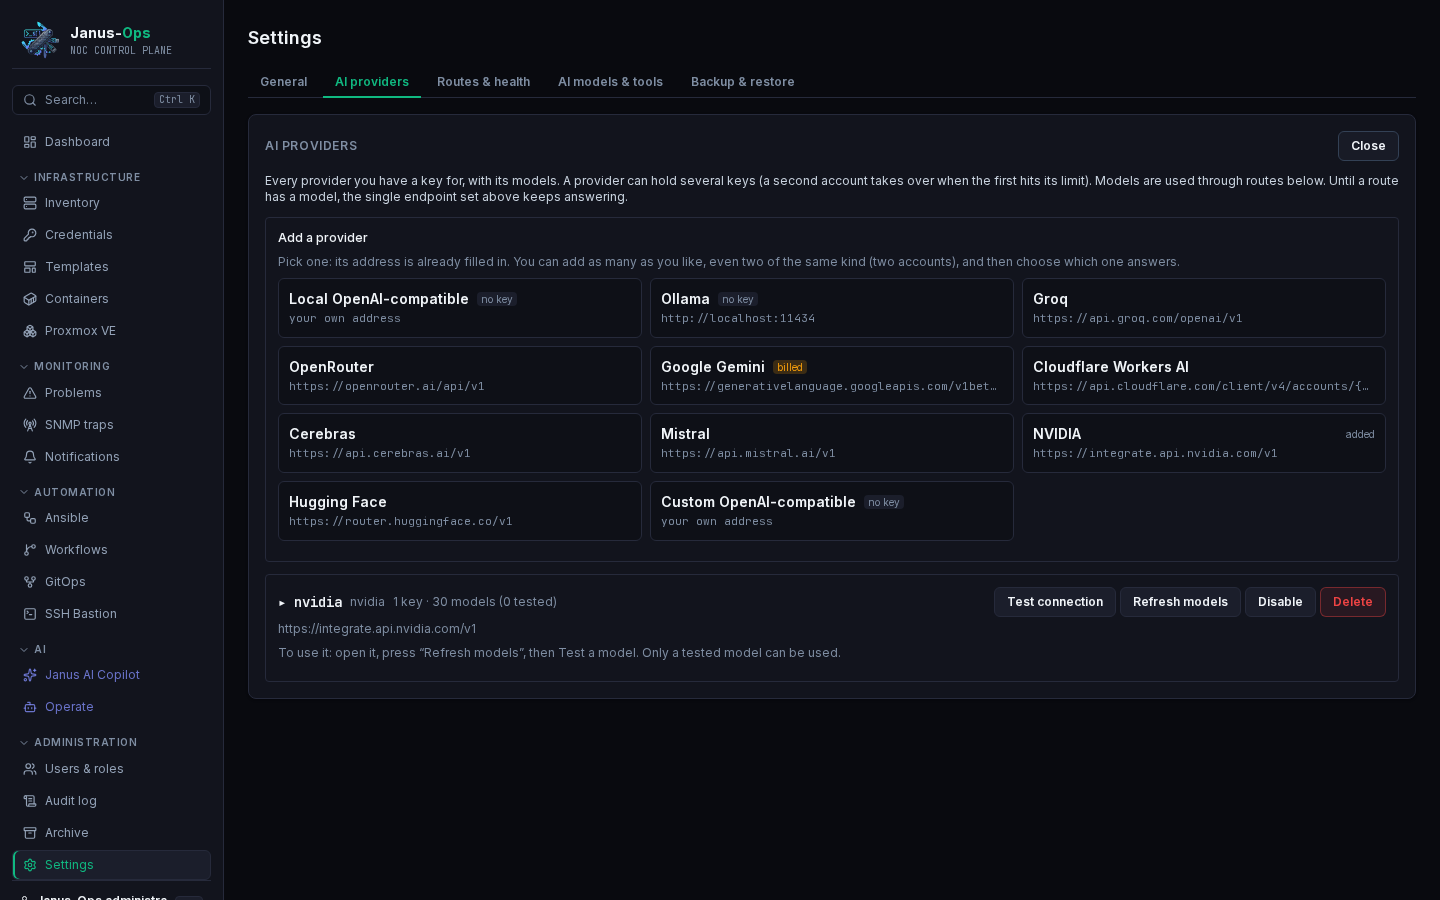 Janus-Ops
NOC CONTROL PLANE
Search…
Ctrl K
Dashboard
INFRASTRUCTURE
Inventory
Credentials
Templates
Containers
Proxmox VE
MONITORING
Problems
SNMP traps
Notifications
AUTOMATION
Ansible
Workflows
GitOps
SSH Bastion
AI
Janus AI Copilot
Operate
ADMINISTRATION
Users & roles
Audit log
Archive
Settings
Janus-Ops administra
Settings
General
AI providers
Routes & health
AI models & tools
Backup & restore
AI PROVIDERS
Close
Every provider you have a key for, with its models. A provider can hold several keys (a second account takes over when the first hits its limit). Models are used through routes below. Until a route
has a model, the single endpoint set above keeps answering.
Add a provider
Pick one: its address is already filled in. You can add as many as you like, even two of the same kind (two accounts), and then choose which one answers.
Local OpenAI-compatible no key
your own address
Ollama no key
http://localhost:11434
Groq
https://api.groq.com/openai/v1
OpenRouter
https://openrouter.ai/api/v1
Google Gemini billed
https://generativelanguage.googleapis.com/v1bet…
Cloudflare Workers AI
https://api.cloudflare.com/client/v4/accounts/{…
Cerebras
https://api.cerebras.ai/v1
Mistral
https://api.mistral.ai/v1
NVIDIA added
https://integrate.api.nvidia.com/v1
Hugging Face
https://router.huggingface.co/v1
Custom OpenAI-compatible no key
your own address
▸ nvidia nvidia 1 key · 30 models (0 tested)
Test connection
Refresh models
Disable
Delete
https://integrate.api.nvidia.com/v1
To use it: open it, press “Refresh models”, then Test a model. Only a tested model can be used.